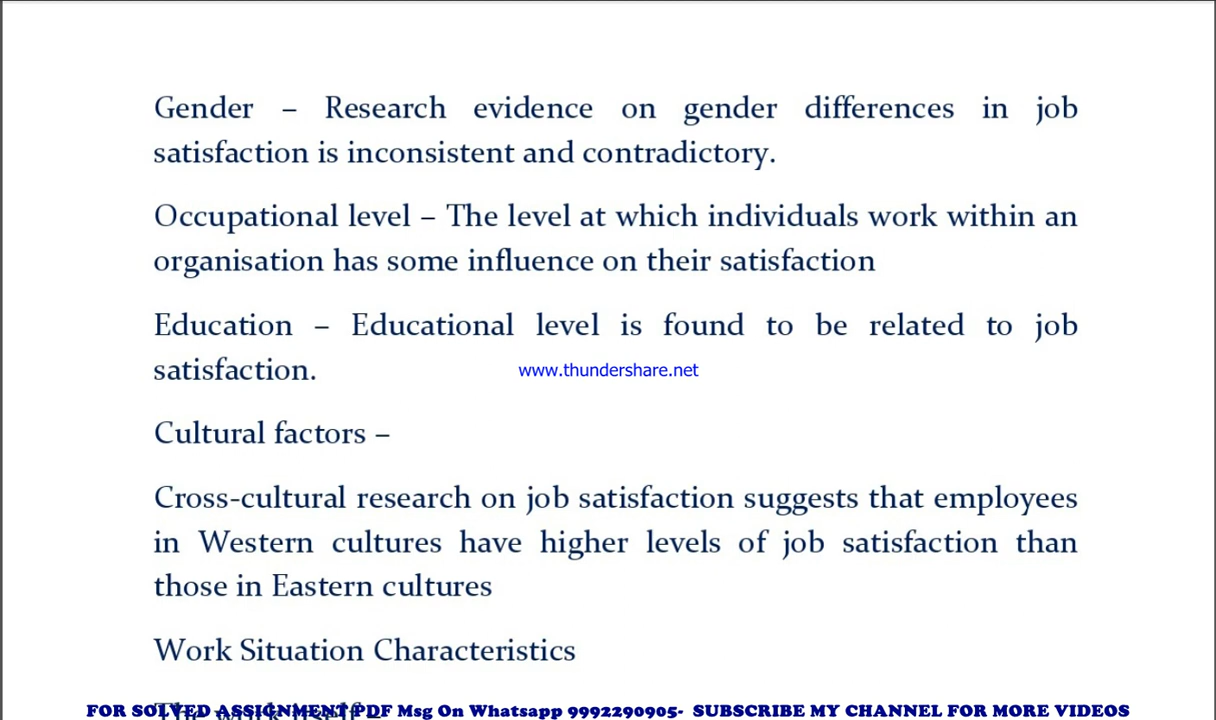 Gender – Research evidence on gender differences in job
satisfaction is inconsistent and contradictory.
Occupational level – The level at which individuals work within an
organisation has some influence on their satisfaction
Education – Educational level is found to be related to job
satisfaction.
www.thundershare.net
Cultural factors –
Cross-cultural research on job satisfaction suggests that employees
in Western cultures have higher levels of job satisfaction than
those in Eastern cultures
Work Situation Characteristics
The work itself –
FOR SOLVED ASSIGNMENT PDF Msg On Whatsapp 9992290905- SUBSCRIBE MY CHANNEL FOR MORE VIDEOS